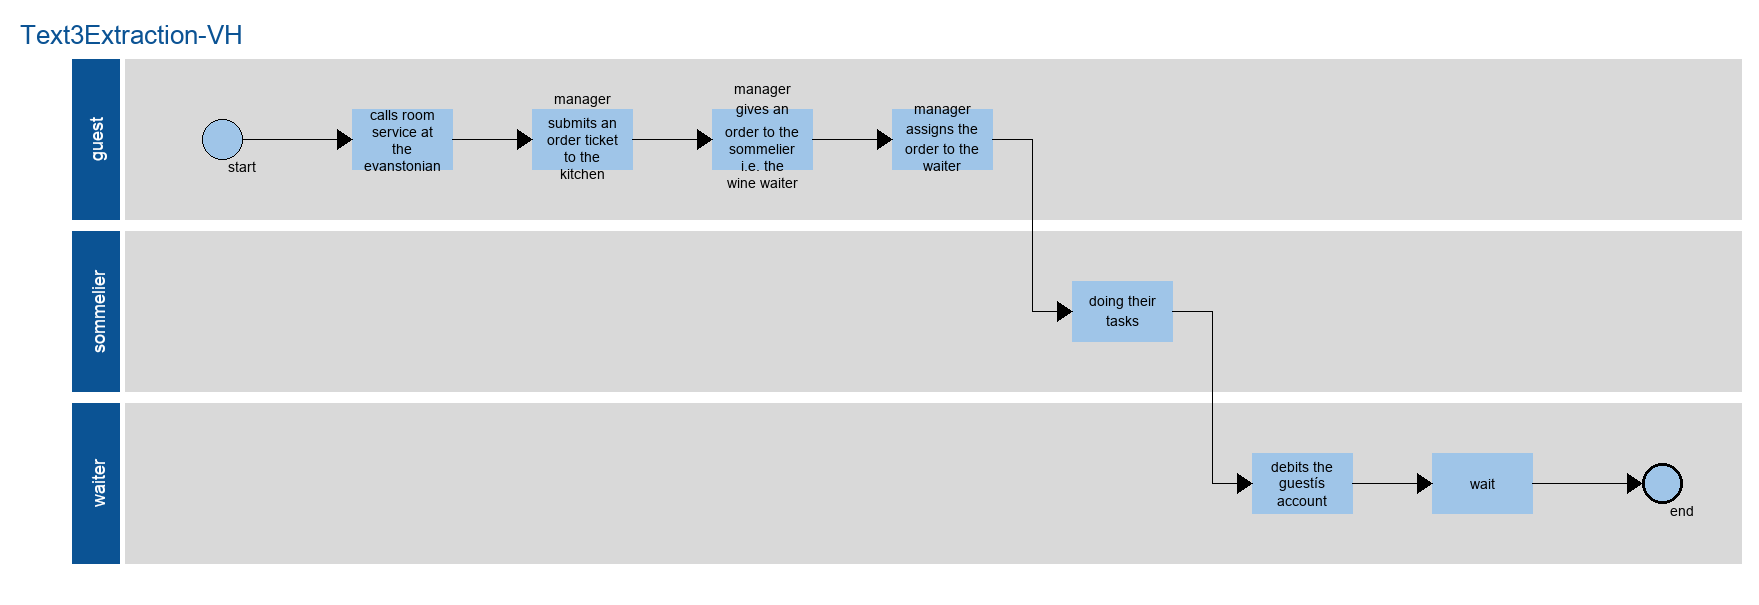 Text3Extraction-VH
guest
start
calls room
service at
the
evanstonian
manager
submits an
order ticket
to the
kitchen
manager
gives an
order to the
sommelier
i.e. the
wine waiter
manager
assigns the
order to the
waiter
sommelier
doing their
tasks
waiter
debits the
guestís
account
wait
end